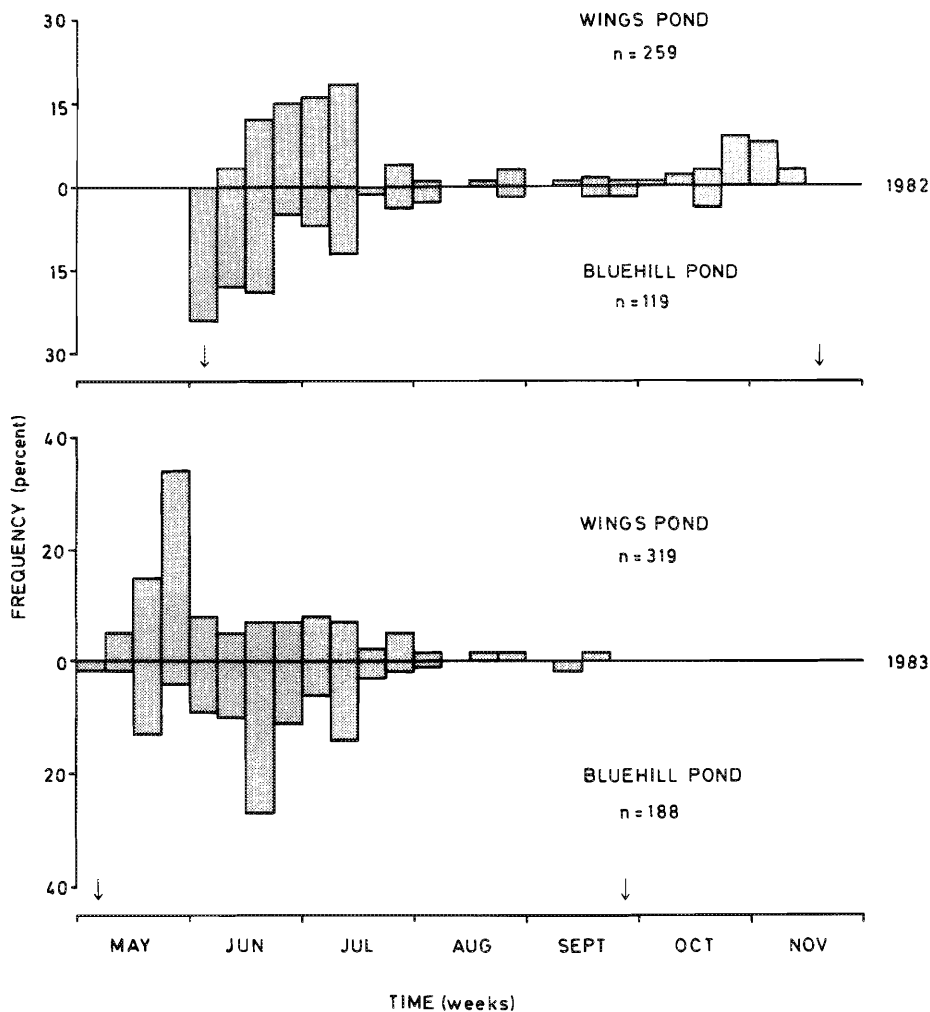 30
WINGS POND
n = 259
15
0
1982
15
BLUEHILL POND
n = 119
30
FREQUENCY (percent)
40
WINGS POND
n = 319
20
0
1983
20
BLUEHILL POND
n = 188
40
MAY JUN JUL AUG SEPT OCT NOV
TIME (weeks)